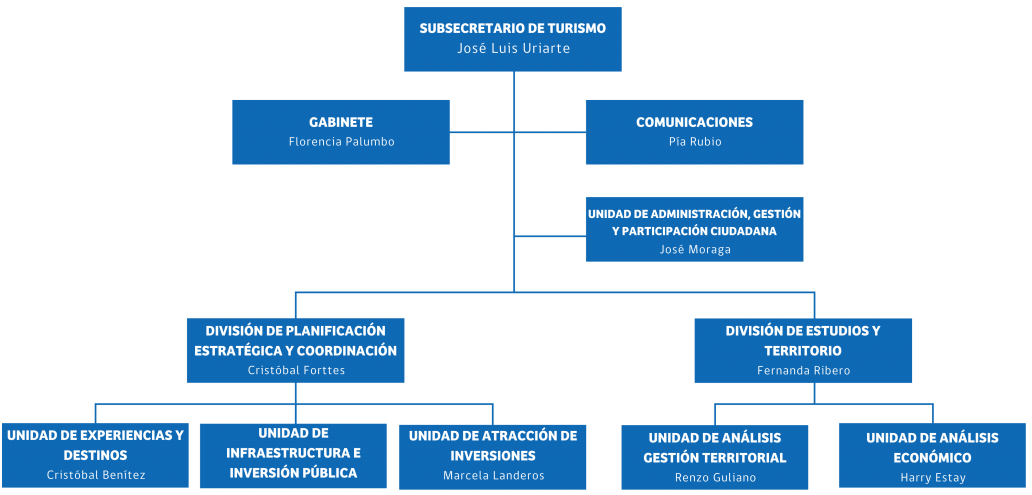 SUBSECRETARIO DE TURISMO
José Luis Uriarte
GABINETE
Florencia Palumbo
COMUNICACIONES
Pía Rubio
UNIDAD DE ADMINISTRACIÓN, GESTIÓN
Y PARTICIPACIÓN CIUDADANA
José Moraga
DIVISIÓN DE PLANIFICACIÓN
ESTRATÉGICA Y COORDINACIÓN
Cristóbal Forttes
DIVISIÓN DE ESTUDIOS Y
TERRITORIO
Fernanda Ribero
UNIDAD DE EXPERIENCIAS Y
DESTINOS
Cristóbal Benítez
UNIDAD DE
INFRAESTRUCTURA E
INVERSIÓN PÚBLICA
UNIDAD DE ATRACCIÓN DE
INVERSIONES
Marcela Landeros
UNIDAD DE ANÁLISIS
GESTIÓN TERRITORIAL
Renzo Guliano
UNIDAD DE ANÁLISIS
ECONÓMICO
Harry Estay